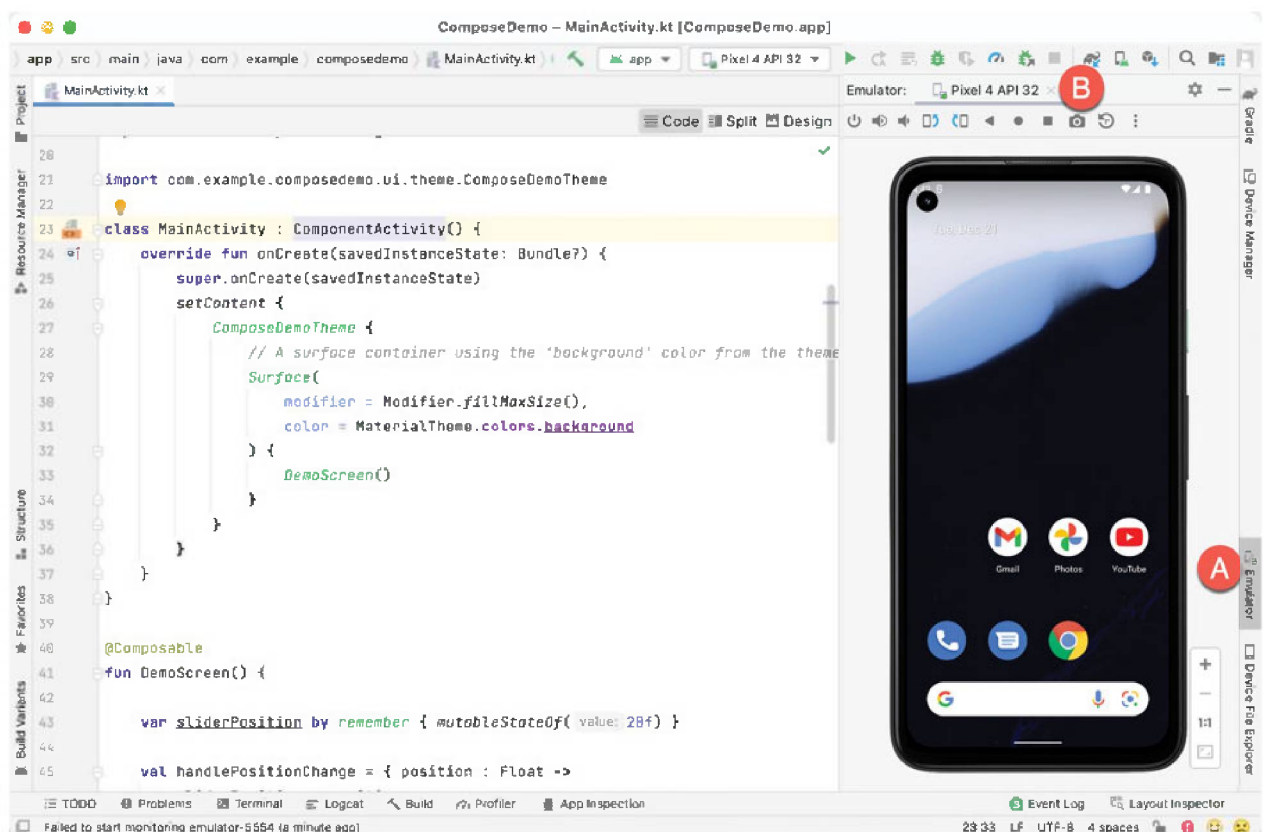 ComposeDemo – MainActivity.kt [ComposeDemo.app]
app src main java com example composedemo MainActivity.kt app Pixel 4 API 32
MainActivity.kt
Emulator: Pixel 4 API 32 B
Code Split Design
20
21 import com.example.composedemo.ui.theme.ComposeDemoTheme
22
23 class MainActivity : ComponentActivity() {
24 override fun onCreate(savedInstanceState: Bundle?) {
25 super.onCreate(savedInstanceState)
26 setContent {
27 ComposeDemoTheme {
28 // A surface container using the 'background' color from the theme
29 Surface(
30 modifier = Modifier.fillMaxSize(),
31 color = MaterialTheme.colors.background
32 ) {
33 DemoScreen()
34 }
35 }
36 }
37 }
38 }
39
40 @Composable
41 fun DemoScreen() {
42
43 var sliderPosition by remember { mutableStateOf( value: 20f) }
44
45 val handlePositionChange = { position : Float ->
Project
Resource Manager
Structure
Favorites
Build Variants
Tue, Dec 21
Gmail Photos YouTube
G
1:1
Gradle
Device Manager
A
Emulator
Device File Explorer
TODO Problems Terminal Logcat Build Profiler App Inspection
3 Event Log Layout Inspector
Failed to start monitoring emulator-5554 (a minute ago)
23:33 LF UTF-8 4 spaces